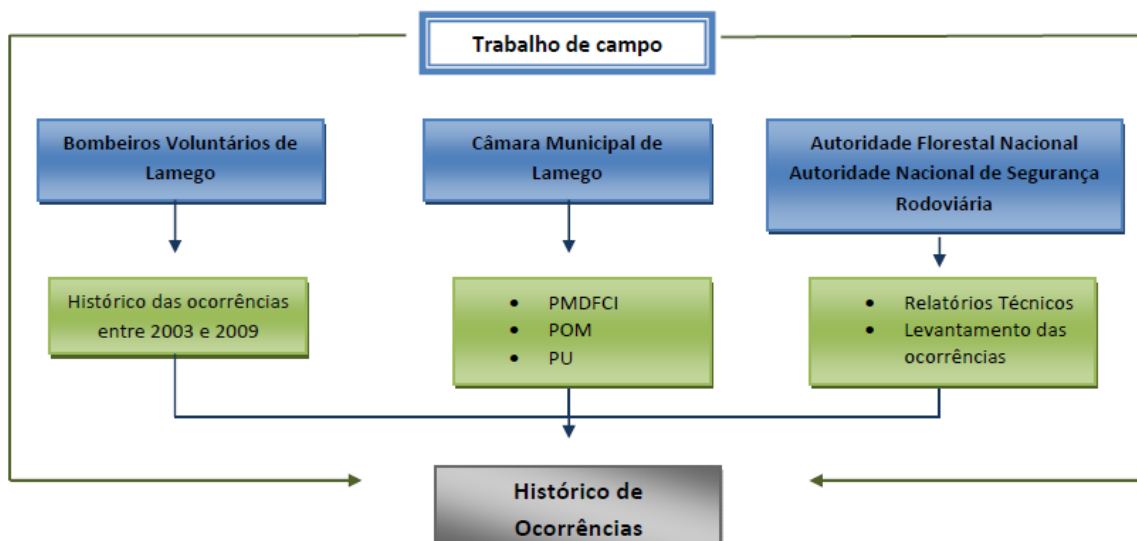 Trabalho de campo
Bombeiros Voluntários de
Lamego
Câmara Municipal de
Lamego
Autoridade Florestal Nacional
Autoridade Nacional de Segurança
Rodoviária
Histórico das ocorrências
entre 2003 e 2009
• PMDFCI
• POM
• PU
• Relatórios Técnicos
• Levantamento das
ocorrências
Histórico de
Ocorrências